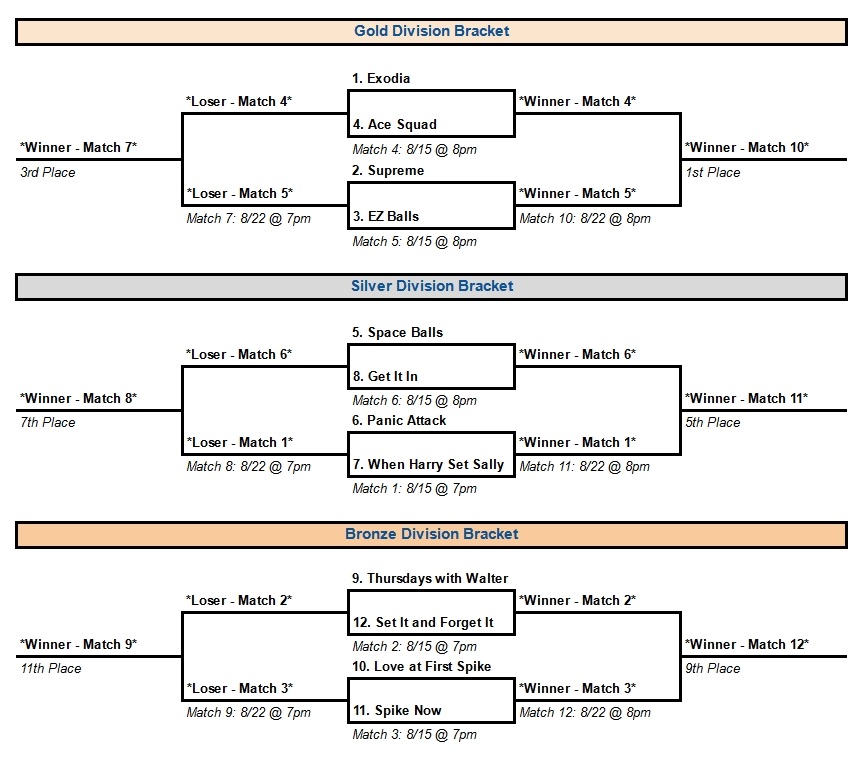 Gold Division Bracket
1. Exodia
*Loser - Match 4*
*Winner - Match 4*
4. Ace Squad
*Winner - Match 7*
Match 4: 8/15 @ 8pm
*Winner - Match 10*
3rd Place
2. Supreme
1st Place
*Loser - Match 5*
*Winner - Match 5*
Match 7: 8/22 @ 7pm
3. EZ Balls
Match 10: 8/22 @ 8pm
Match 5: 8/15 @ 8pm
Silver Division Bracket
5. Space Balls
*Loser - Match 6*
*Winner - Match 6*
8. Get It In
*Winner - Match 8*
Match 6: 8/15 @ 8pm
*Winner - Match 11*
7th Place
6. Panic Attack
5th Place
*Loser - Match 1*
*Winner - Match 1*
Match 8: 8/22 @ 7pm
7. When Harry Set Sally
Match 11: 8/22 @ 8pm
Match 1: 8/15 @ 7pm
Bronze Division Bracket
9. Thursdays with Walter
*Loser - Match 2*
*Winner - Match 2*
12. Set It and Forget It
*Winner - Match 9*
Match 2: 8/15 @ 7pm
*Winner - Match 12*
11th Place
10. Love at First Spike
9th Place
*Loser - Match 3*
*Winner - Match 3*
Match 9: 8/22 @ 7pm
11. Spike Now
Match 12: 8/22 @ 8pm
Match 3: 8/15 @ 7pm